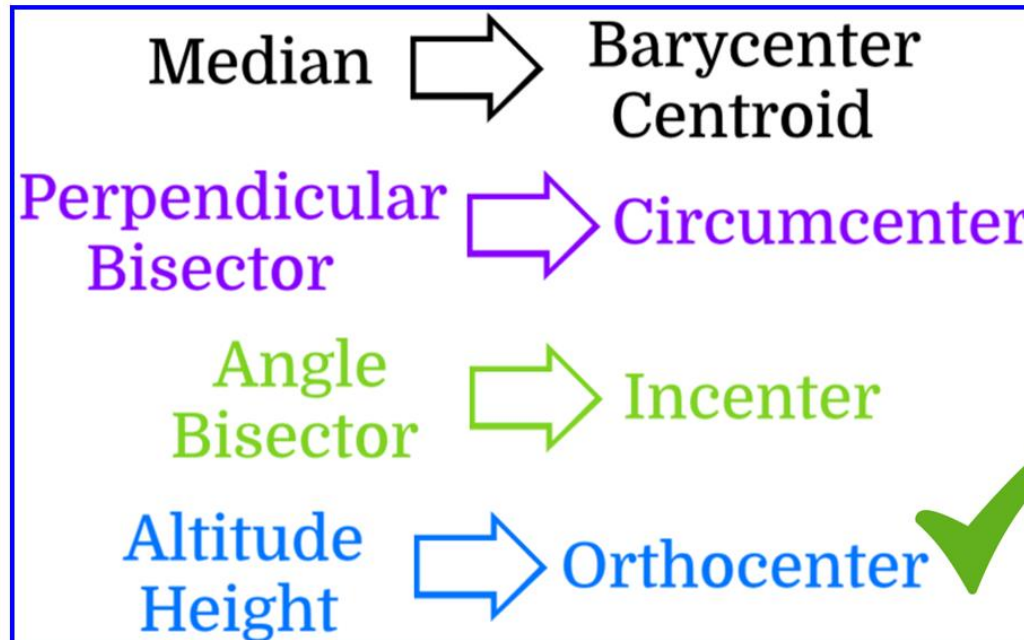 Median
Barycenter
Centroid
Perpendicular
Bisector
Circumcenter
Angle
Bisector
Incenter
Altitude
Height
Orthocenter